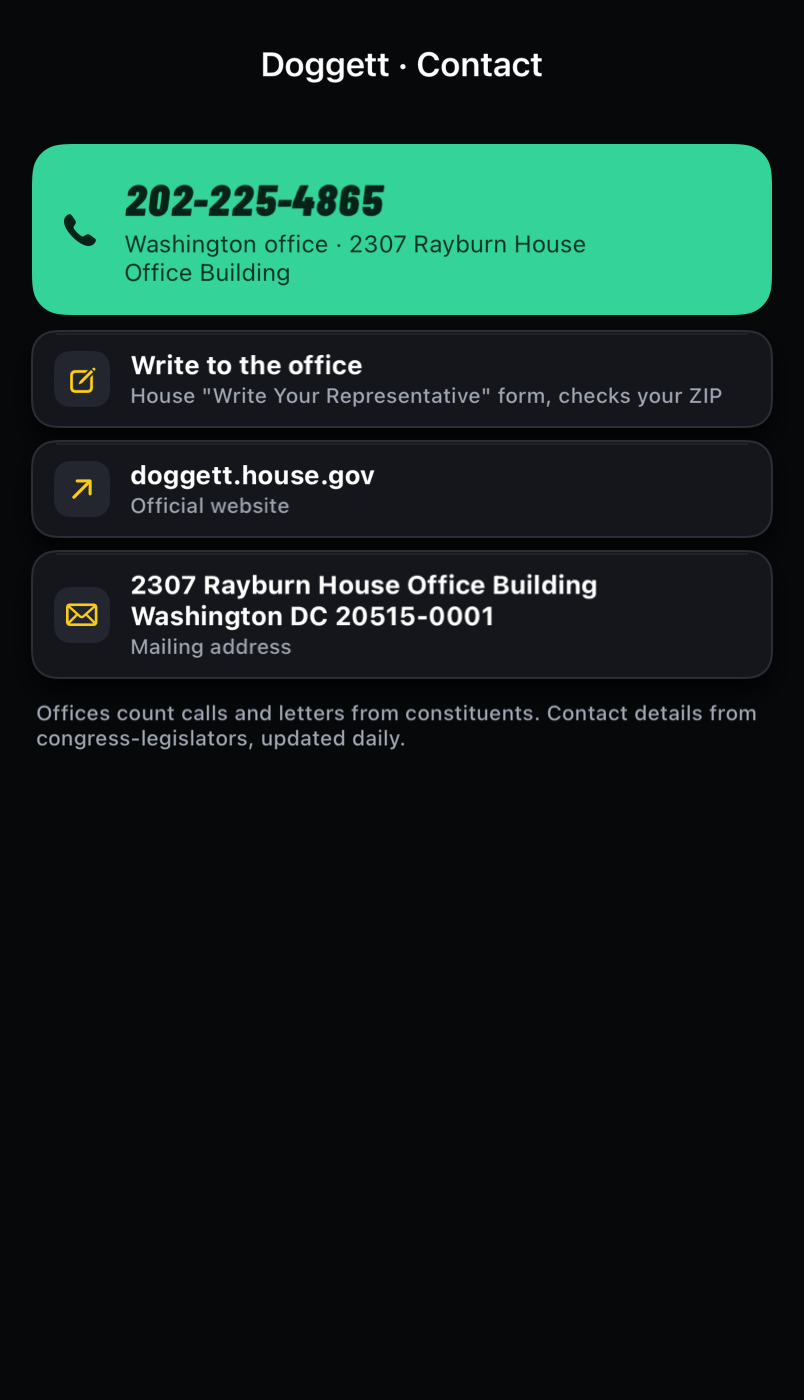 Doggett · Contact
202-225-4865
Washington office · 2307 Rayburn House
Office Building
Write to the office
House "Write Your Representative" form, checks your ZIP
doggett.house.gov
Official website
2307 Rayburn House Office Building
Washington DC 20515-0001
Mailing address
Offices count calls and letters from constituents. Contact details from
congress-legislators, updated daily.